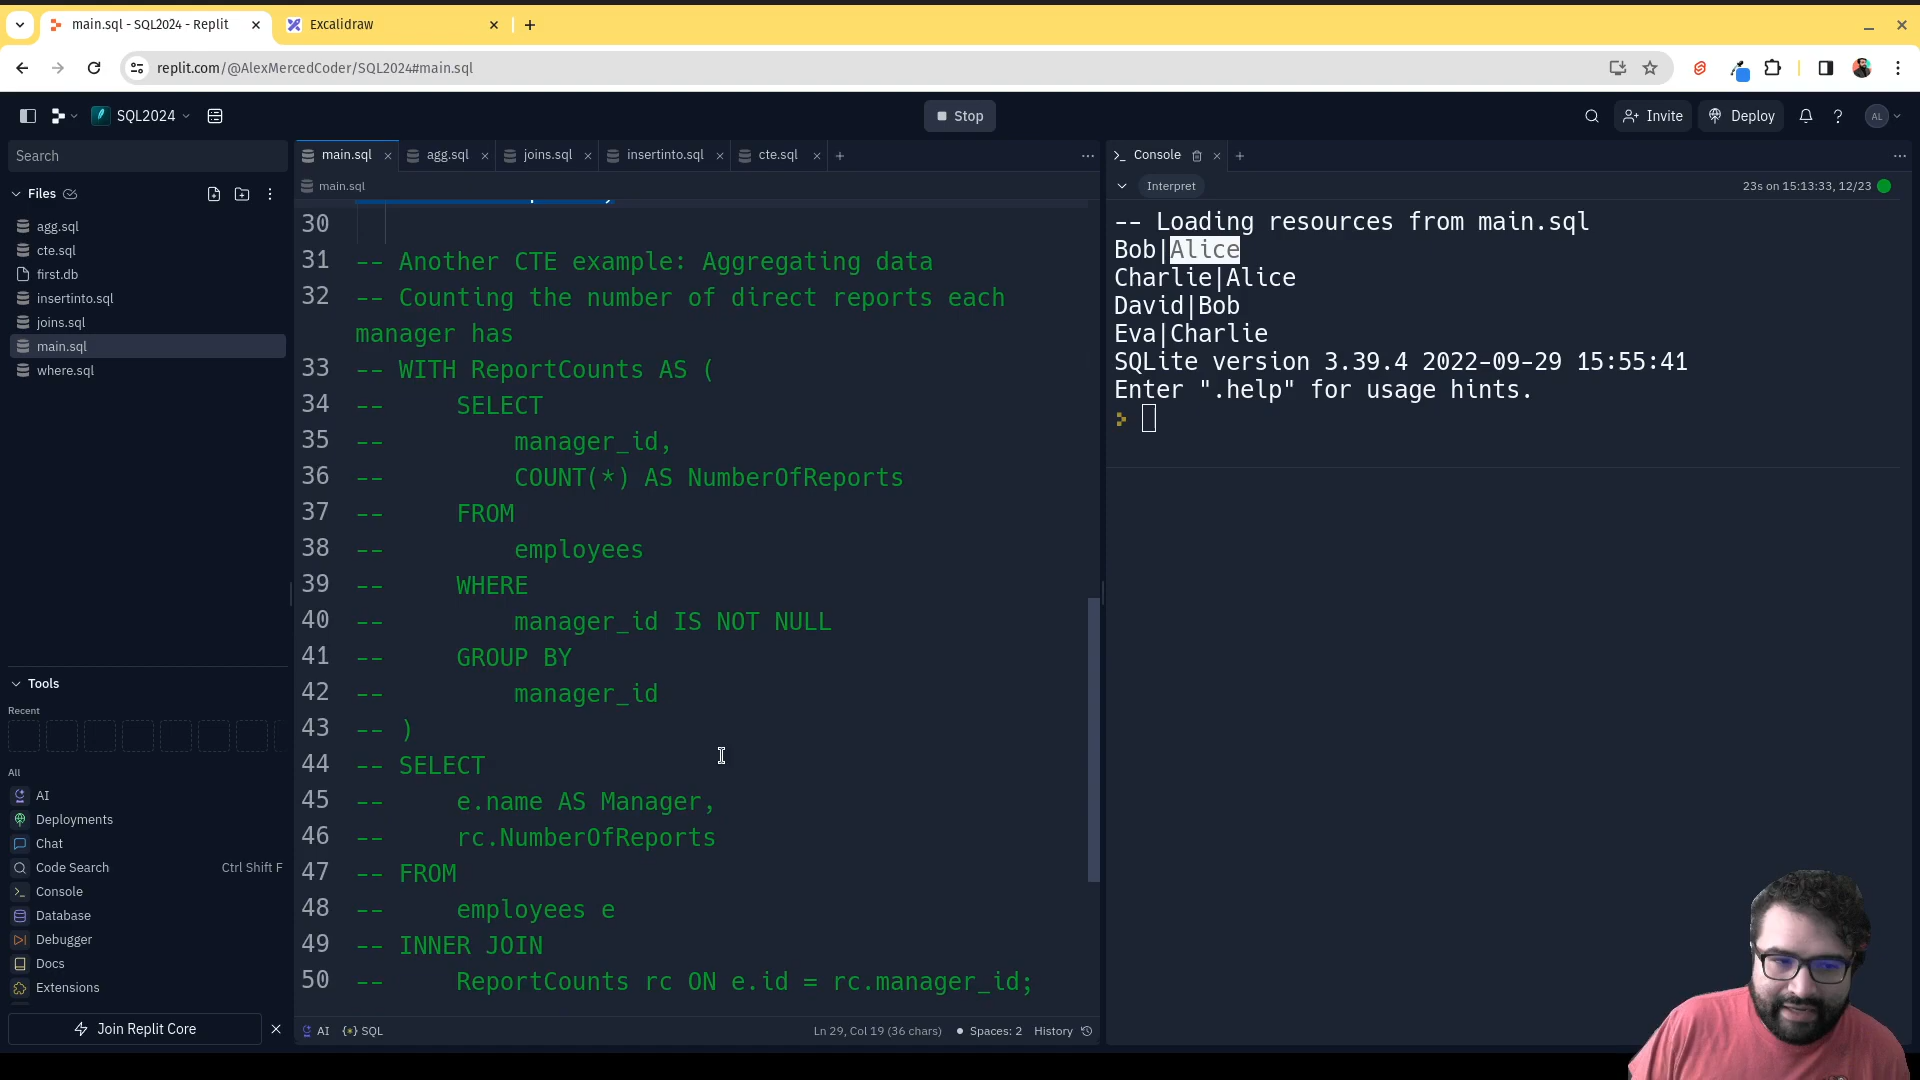 main.sql - SQL2024 - Replit
Excalidraw
replit.com/@AlexMercedCoder/SQL2024#main.sql
SQL2024
Stop
Invite
Deploy
AL
Search
Files
agg.sql
cte.sql
first.db
insertinto.sql
joins.sql
main.sql
where.sql
Tools
Recent
All
AI
Deployments
Chat
Code Search Ctrl Shift F
Console
Database
Debugger
Docs
Extensions
Join Replit Core
main.sql
agg.sql
joins.sql
insertinto.sql
cte.sql
main.sql
30
31 -- Another CTE example: Aggregating data
32 -- Counting the number of direct reports each
manager has
33 -- WITH ReportCounts AS (
34 -- SELECT
35 -- manager_id,
36 -- COUNT(*) AS NumberOfReports
37 -- FROM
38 -- employees
39 -- WHERE
40 -- manager_id IS NOT NULL
41 -- GROUP BY
42 -- manager_id
43 -- )
44 -- SELECT
45 -- e.name AS Manager,
46 -- rc.NumberOfReports
47 -- FROM
48 -- employees e
49 -- INNER JOIN
50 -- ReportCounts rc ON e.id = rc.manager_id;
AI {*} SQL Ln 29, Col 19 (36 chars) Spaces: 2 History
Console
Interpret 23s on 15:13:33, 12/23
-- Loading resources from main.sql
Bob|Alice
Charlie|Alice
David|Bob
Eva|Charlie
SQLite version 3.39.4 2022-09-29 15:55:41
Enter ".help" for usage hints.